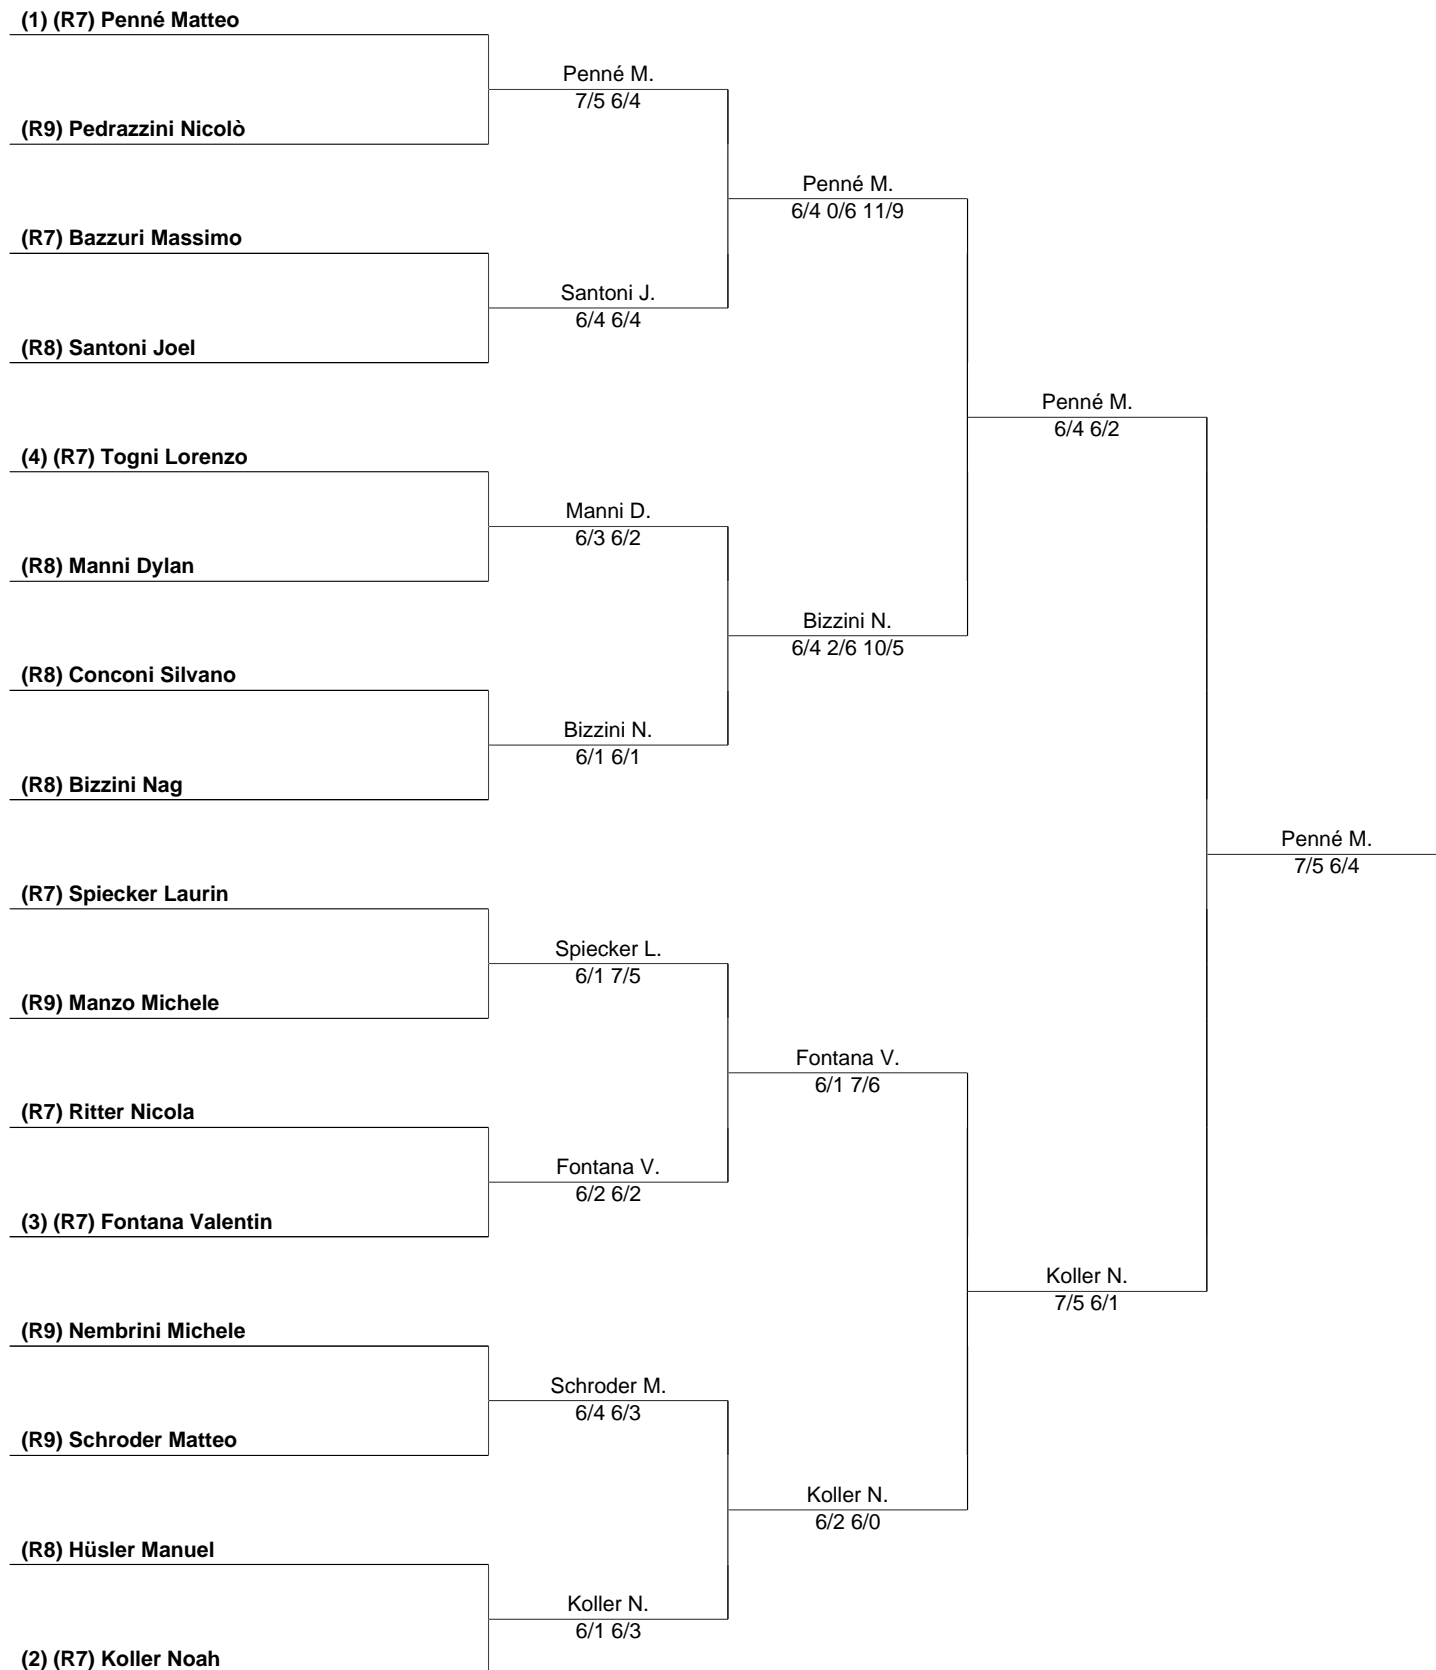 (1) (R7) Penné Matteo
Penné M.
7/5 6/4
(R9) Pedrazzini Nicolò
Penné M.
6/4 0/6 11/9
(R7) Bazzuri Massimo
Santoni J.
6/4 6/4
(R8) Santoni Joel
Penné M.
6/4 6/2
(4) (R7) Togni Lorenzo
Manni D.
6/3 6/2
(R8) Manni Dylan
Bizzini N.
6/4 2/6 10/5
(R8) Conconi Silvano
Bizzini N.
6/1 6/1
(R8) Bizzini Nag
Penné M.
7/5 6/4
(R7) Spiecker Laurin
Spiecker L.
6/1 7/5
(R9) Manzo Michele
Fontana V.
6/1 7/6
(R7) Ritter Nicola
Fontana V.
6/2 6/2
(3) (R7) Fontana Valentin
Koller N.
7/5 6/1
(R9) Nembrini Michele
Schroder M.
6/4 6/3
(R9) Schroder Matteo
Koller N.
6/2 6/0
(R8) Hüsler Manuel
Koller N.
6/1 6/3
(2) (R7) Koller Noah